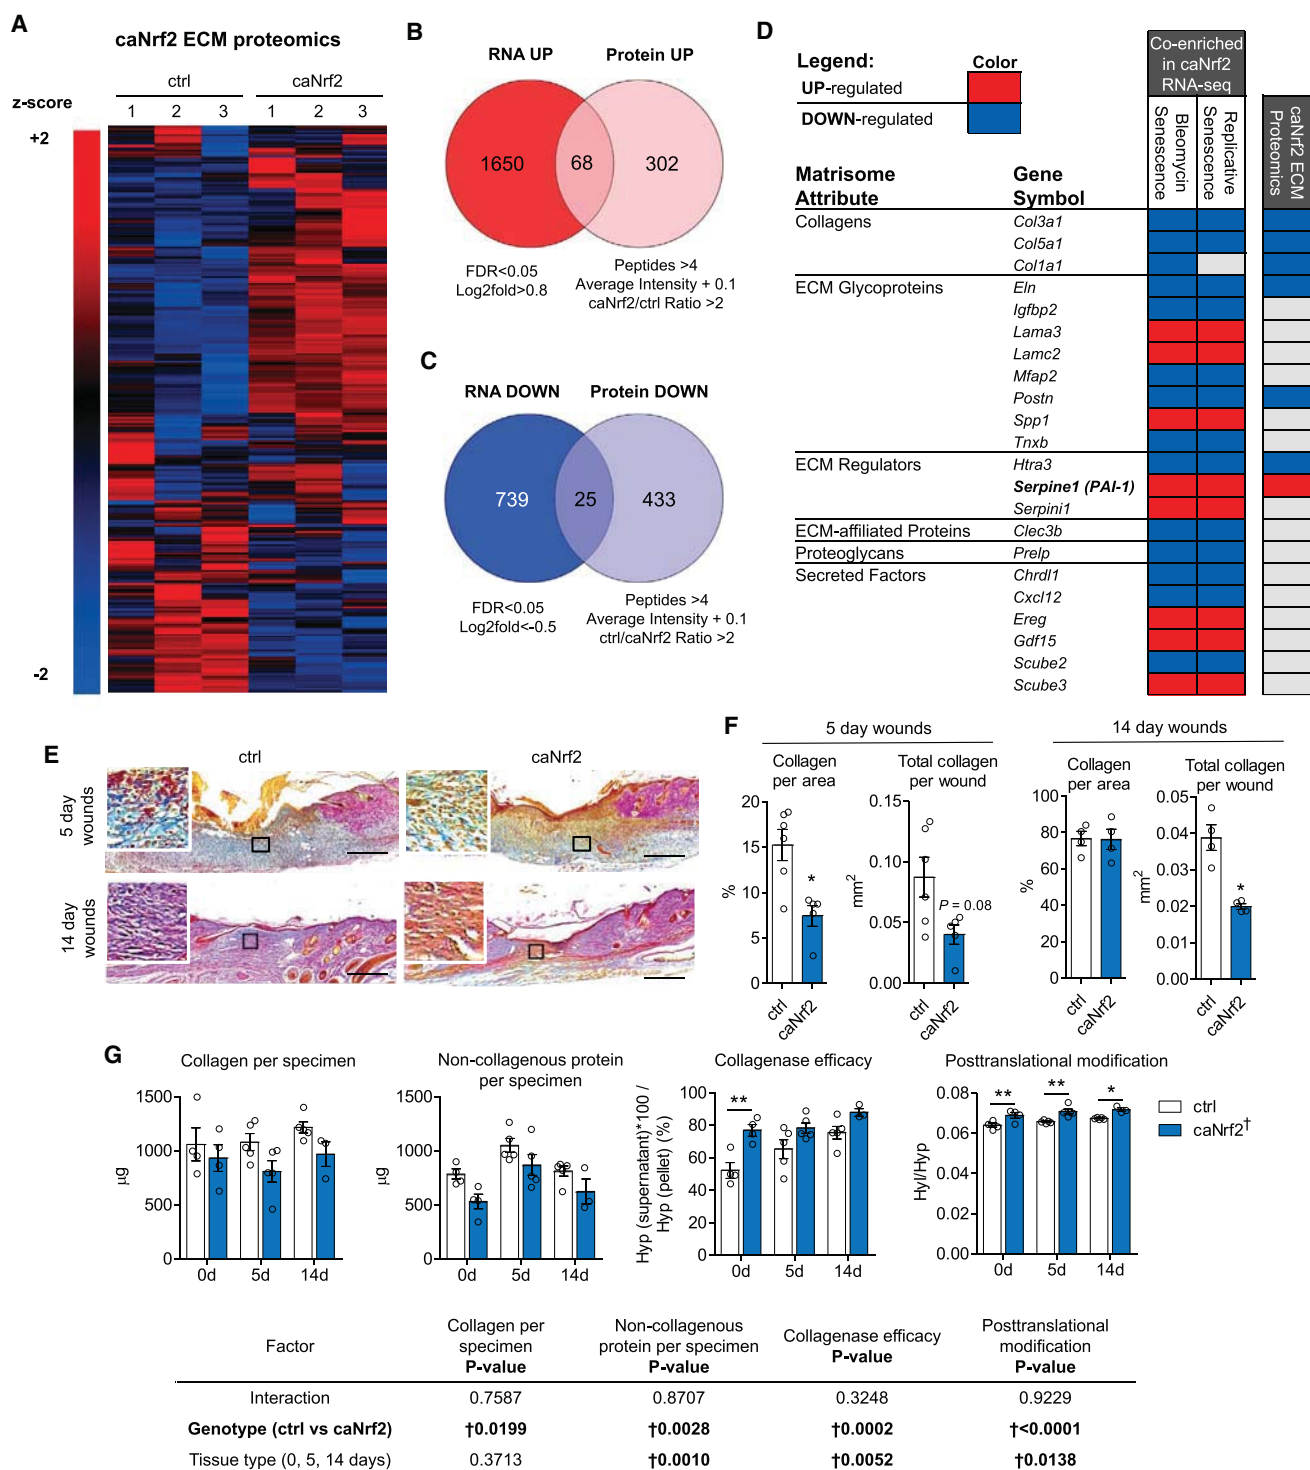 A
caNrf2 ECM proteomics
ctrl caNrf2
z-score
1 2 3 1 2 3
+2
-2
B
RNA UP Protein UP
1650 68 302
FDR<0.05
Log2fold>0.8
Peptides >4
Average Intensity + 0.1
caNrf2/ctrl Ratio >2
C
RNA DOWN Protein DOWN
739 25 433
FDR<0.05
Log2fold<-0.5
Peptides >4
Average Intensity + 0.1
ctrl/caNrf2 Ratio >2
D
Legend: Color
UP-regulated
DOWN-regulated
Co-enriched
in caNrf2
RNA-seq
Bleomycin
Senescence
Replicative
Senescence
caNrf2 ECM
Proteomics
Matrisome
Attribute
Gene
Symbol
Collagens Col3a1
Col5a1
Col1a1
ECM Glycoproteins Eln
Igfbp2
Lama3
Lamc2
Mfap2
Postn
Spp1
Tnxb
ECM Regulators Htra3
Serpine1 (PAI-1)
Serpini1
ECM-affiliated Proteins Clec3b
Proteoglycans Prelp
Secreted Factors Chrdl1
Cxcl12
Ereg
Gdf15
Scube2
Scube3
E
ctrl caNrf2
5 day
wounds
14 day
wounds
F
5 day wounds 14 day wounds
Collagen
per area
%
20
15
10
5
0
*
ctrl
caNrf2
Total collagen
per wound
mm²
0.15
0.10
0.05
0.00
P = 0.08
ctrl
caNrf2
Collagen
per area
%
100
80
60
40
20
0
ctrl
caNrf2
Total collagen
per wound
mm²
0.05
0.04
0.03
0.02
0.01
0.00
*
ctrl
caNrf2
G
Collagen per specimen
µg
1500
1000
500
0
0d 5d 14d
Non-collagenous protein
per specimen
µg
1500
1000
500
0
0d 5d 14d
Collagenase efficacy
Hyp (supernatant)*100 /
Hyp (pellet) (%)
100
80
60
40
20
0
**
0d 5d 14d
Posttranslational modification
Hyl/Hyp
0.08
0.06
0.04
0.02
0.00
** ** *
0d 5d 14d
ctrl
caNrf2†
Factor
Collagen per
specimen
P-value
Non-collagenous
protein per specimen
P-value
Collagenase efficacy
P-value
Posttranslational
modification
P-value
Interaction 0.7587 0.8707 0.3248 0.9229
Genotype (ctrl vs caNrf2) †0.0199 †0.0028 †0.0002 †<0.0001
Tissue type (0, 5, 14 days) 0.3713 †0.0010 †0.0052 †0.0138